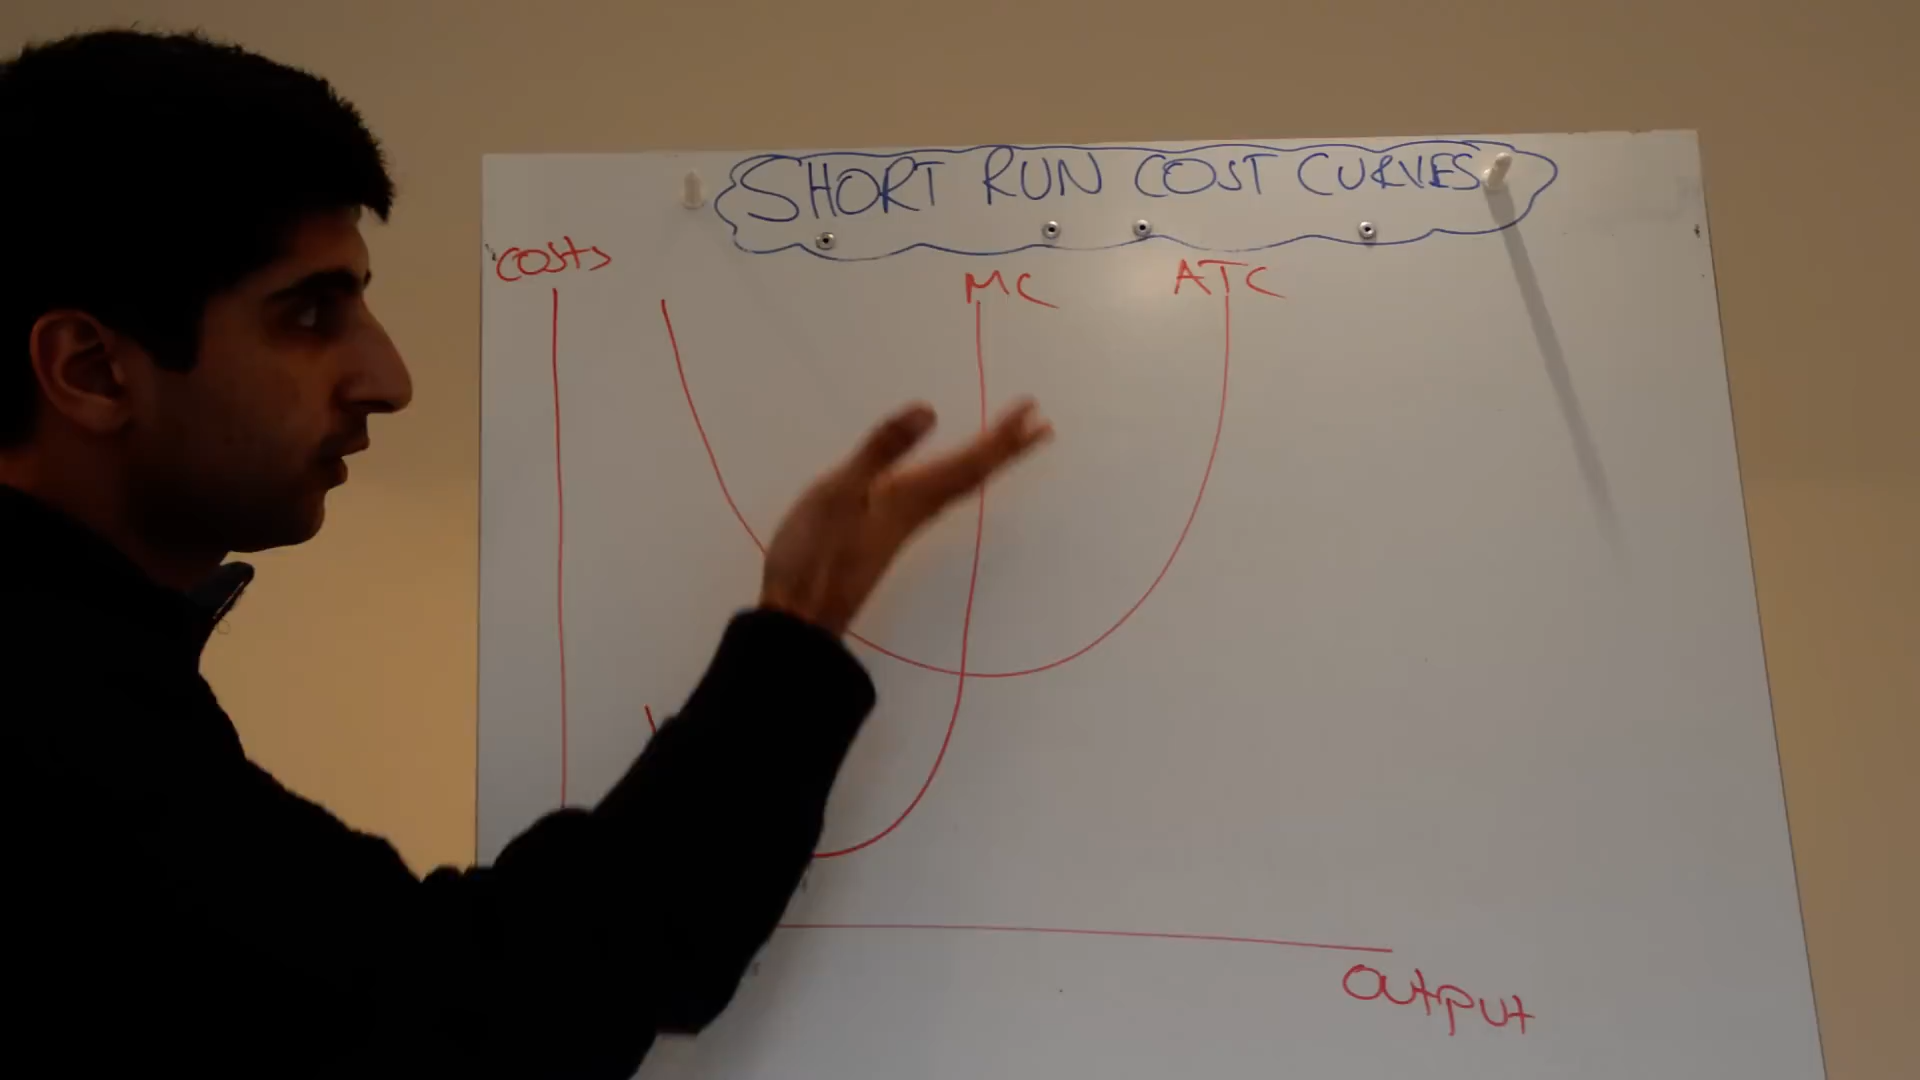 SHORT RUN COST CURVES
costs
MC
ATC
output